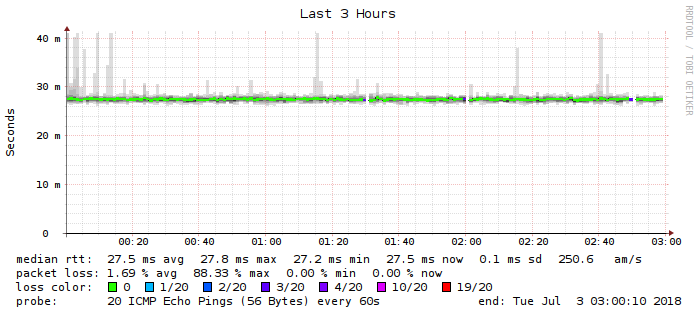 Last 3 Hours
RRDTOOL / TOBI OETIKER
Seconds
40 m
30 m
20 m
10 m
0
00:20 00:40 01:00 01:20 01:40 02:00 02:20 02:40 03:00
median rtt: 27.5 ms avg 27.8 ms max 27.2 ms min 27.5 ms now 0.1 ms sd 250.6 am/s
packet loss: 1.69 % avg 88.33 % max 0.00 % min 0.00 % now
loss color: 0 1/20 2/20 3/20 4/20 10/20 19/20
probe: 20 ICMP Echo Pings (56 Bytes) every 60s end: Tue Jul 3 03:00:10 2018